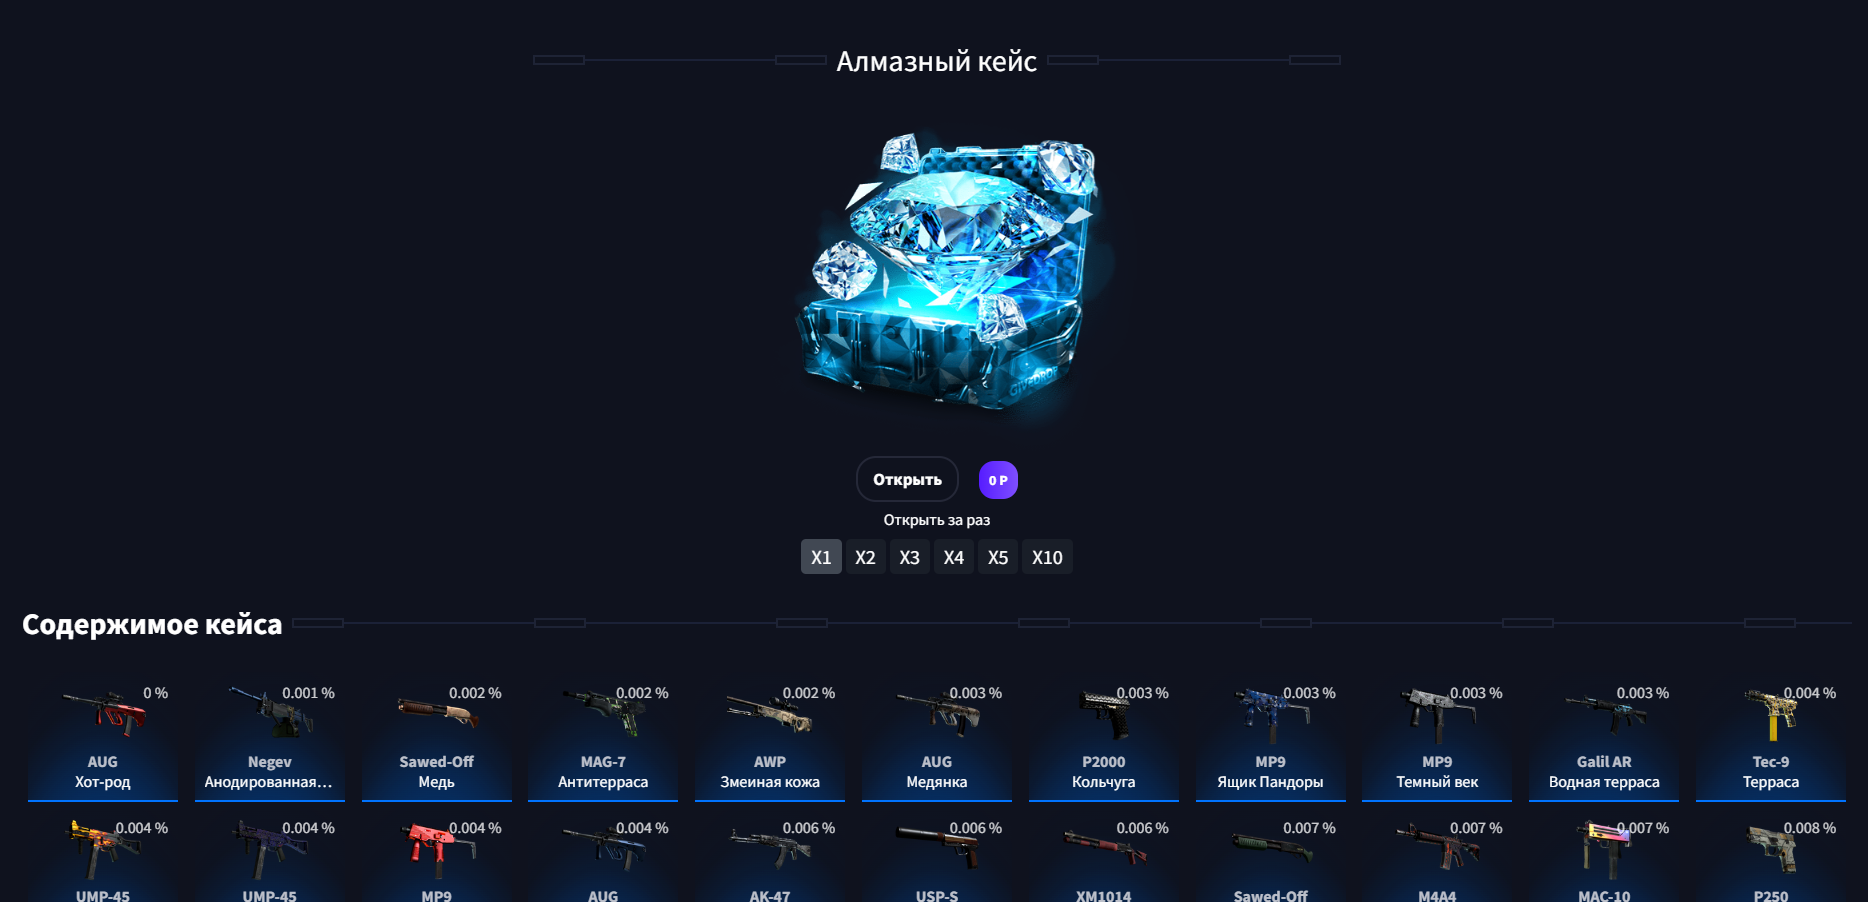 Алмазный кейс
GIVEDROP
Открыть
0 Р
Открыть за раз
X1 X2 X3 X4 X5 X10
Содержимое кейса
0 % 0.001 % 0.002 % 0.002 % 0.002 % 0.003 % 0.003 % 0.003 % 0.003 % 0.003 % 0.004 %
AUG Negev Sawed-Off MAG-7 AWP AUG P2000 MP9 MP9 Galil AR Tec-9
Хот-род Анодированная... Медь Антитерраса Змеиная кожа Медянка Кольчуга Ящик Пандоры Темный век Водная терраса Терраса
0.004 % 0.004 % 0.004 % 0.004 % 0.006 % 0.006 % 0.006 % 0.007 % 0.007 % 0.007 % 0.008 %
UMP-45 UMP-45 MP9 AUG AK-47 USP-S XM1014 Sawed-Off M4A4 MAC-10 P250